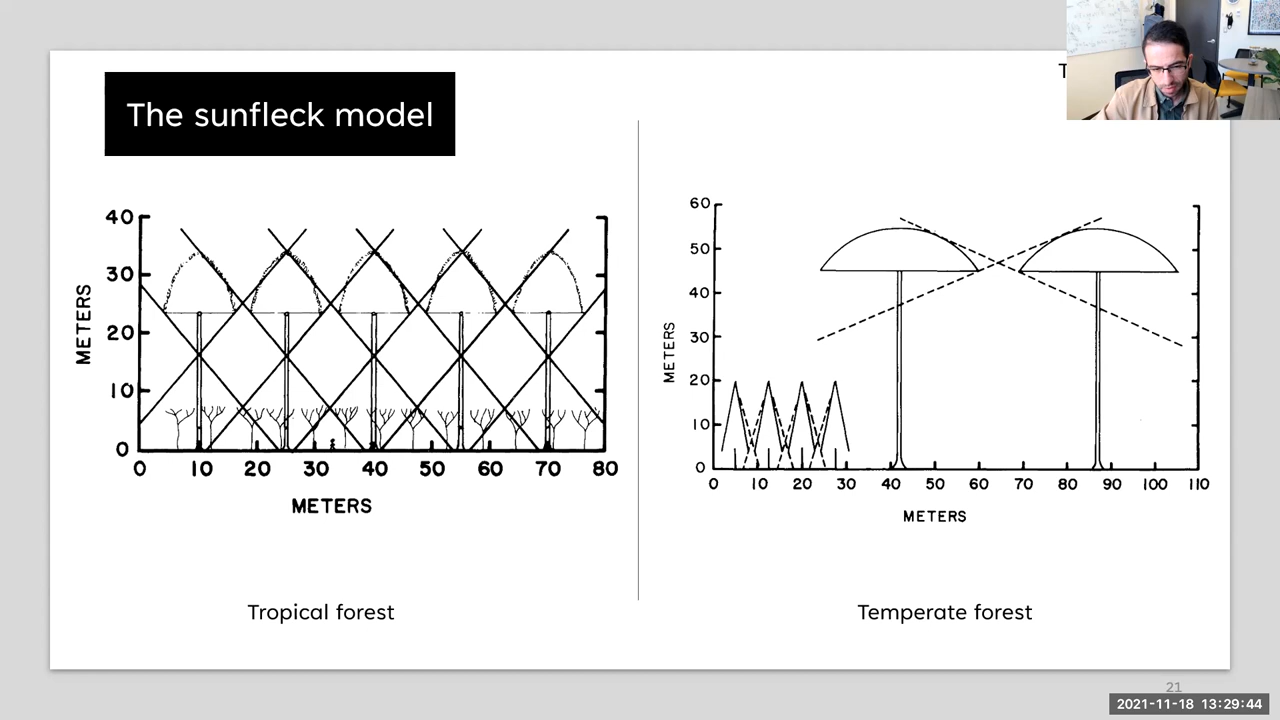 The sunfleck model
T
40
30
20
10
0
METERS
0 10 20 30 40 50 60 70 80
METERS
Tropical forest
60
50
40
30
20
10
0
METERS
0 10 20 30 40 50 60 70 80 90 100 110
METERS
Temperate forest
21
2021-11-18 13:29:44